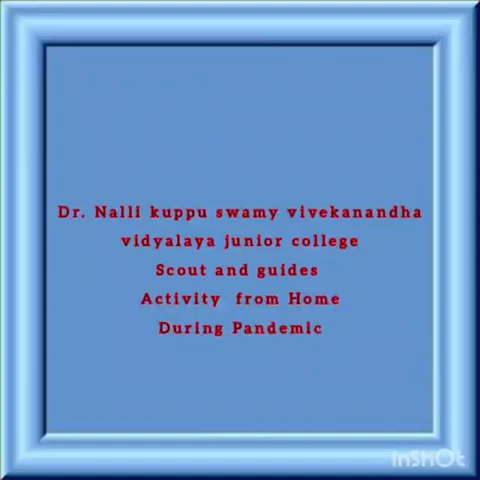 Dr. Nalli kuppu swamy vivekanandha
vidyalaya junior college
Scout and guides
Activity from Home
During Pandemic
InShOt